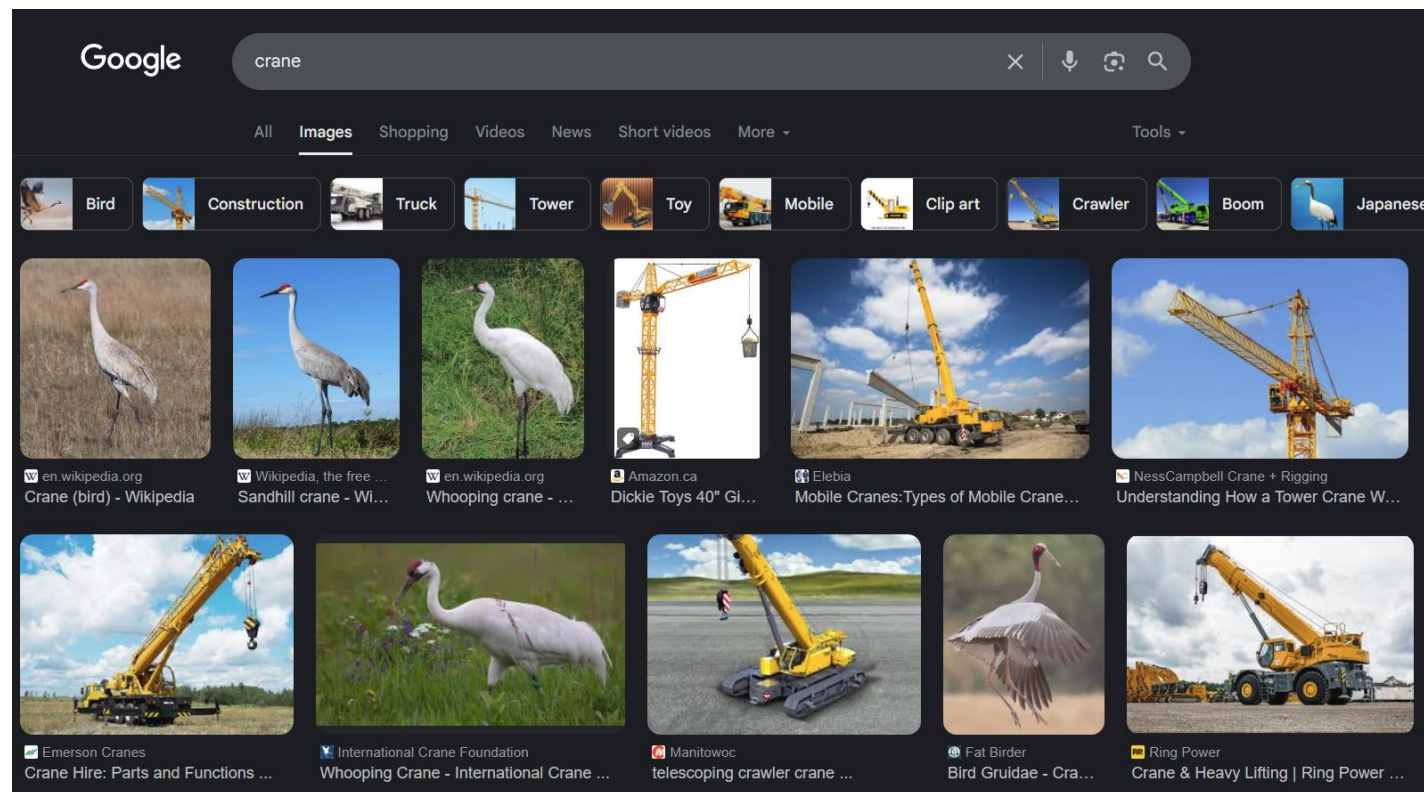 Google
crane
All Images Shopping Videos News Short videos More Tools
Bird Construction Truck Tower Toy Mobile Clip art Crawler Boom Japanese
en.wikipedia.org Wikipedia, the free ... en.wikipedia.org Amazon.ca Elebia NessCampbell Crane + Rigging
Crane (bird) - Wikipedia Sandhill crane - Wi... Whooping crane - ... Dickie Toys 40" Gi... Mobile Cranes:Types of Mobile Crane... Understanding How a Tower Crane W...
Emerson Cranes International Crane Foundation Manitowoc Fat Birder Ring Power
Crane Hire: Parts and Functions ... Whooping Crane - International Crane ... telescoping crawler crane ... Bird Gruidae - Cra... Crane & Heavy Lifting | Ring Power ...